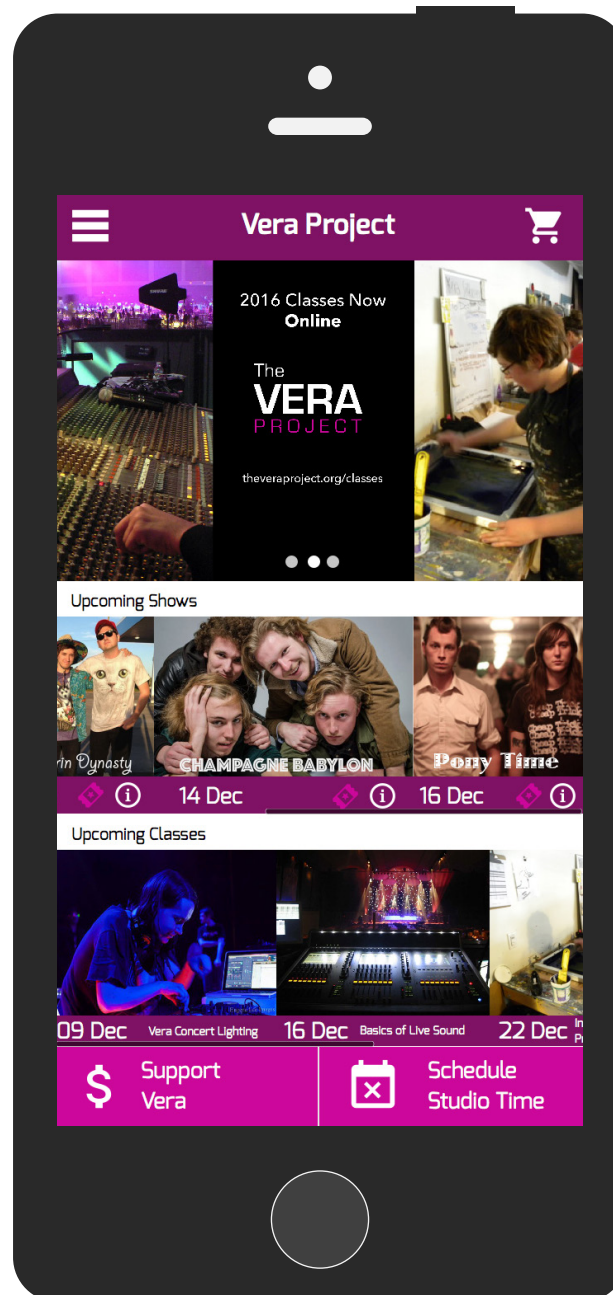 Vera Project
2016 Classes Now
Online
The
VERA
PROJECT
theveraproject.org/classes
Upcoming Shows
rin Dynasty
CHAMPAGNE BABYLON
Pony Time
14 Dec
16 Dec
Upcoming Classes
09 Dec Vera Concert Lighting
16 Dec Basics of Live Sound
22 Dec In
Support
Vera
Schedule
Studio Time